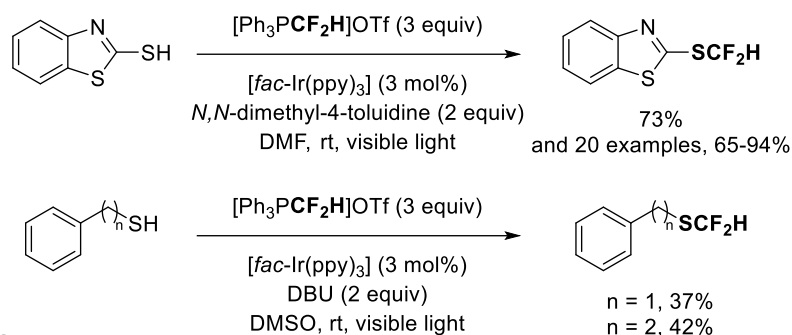 [Ph3PCF2H]OTf (3 equiv)
N
SH
S
[fac-Ir(ppy)3] (3 mol%)
N,N-dimethyl-4-toluidine (2 equiv)
DMF, rt, visible light
N
SCF2H
S
73%
and 20 examples, 65-94%
[Ph3PCF2H]OTf (3 equiv)
( )n SH
[fac-Ir(ppy)3] (3 mol%)
DBU (2 equiv)
DMSO, rt, visible light
( )n SCF2H
n = 1, 37%
n = 2, 42%